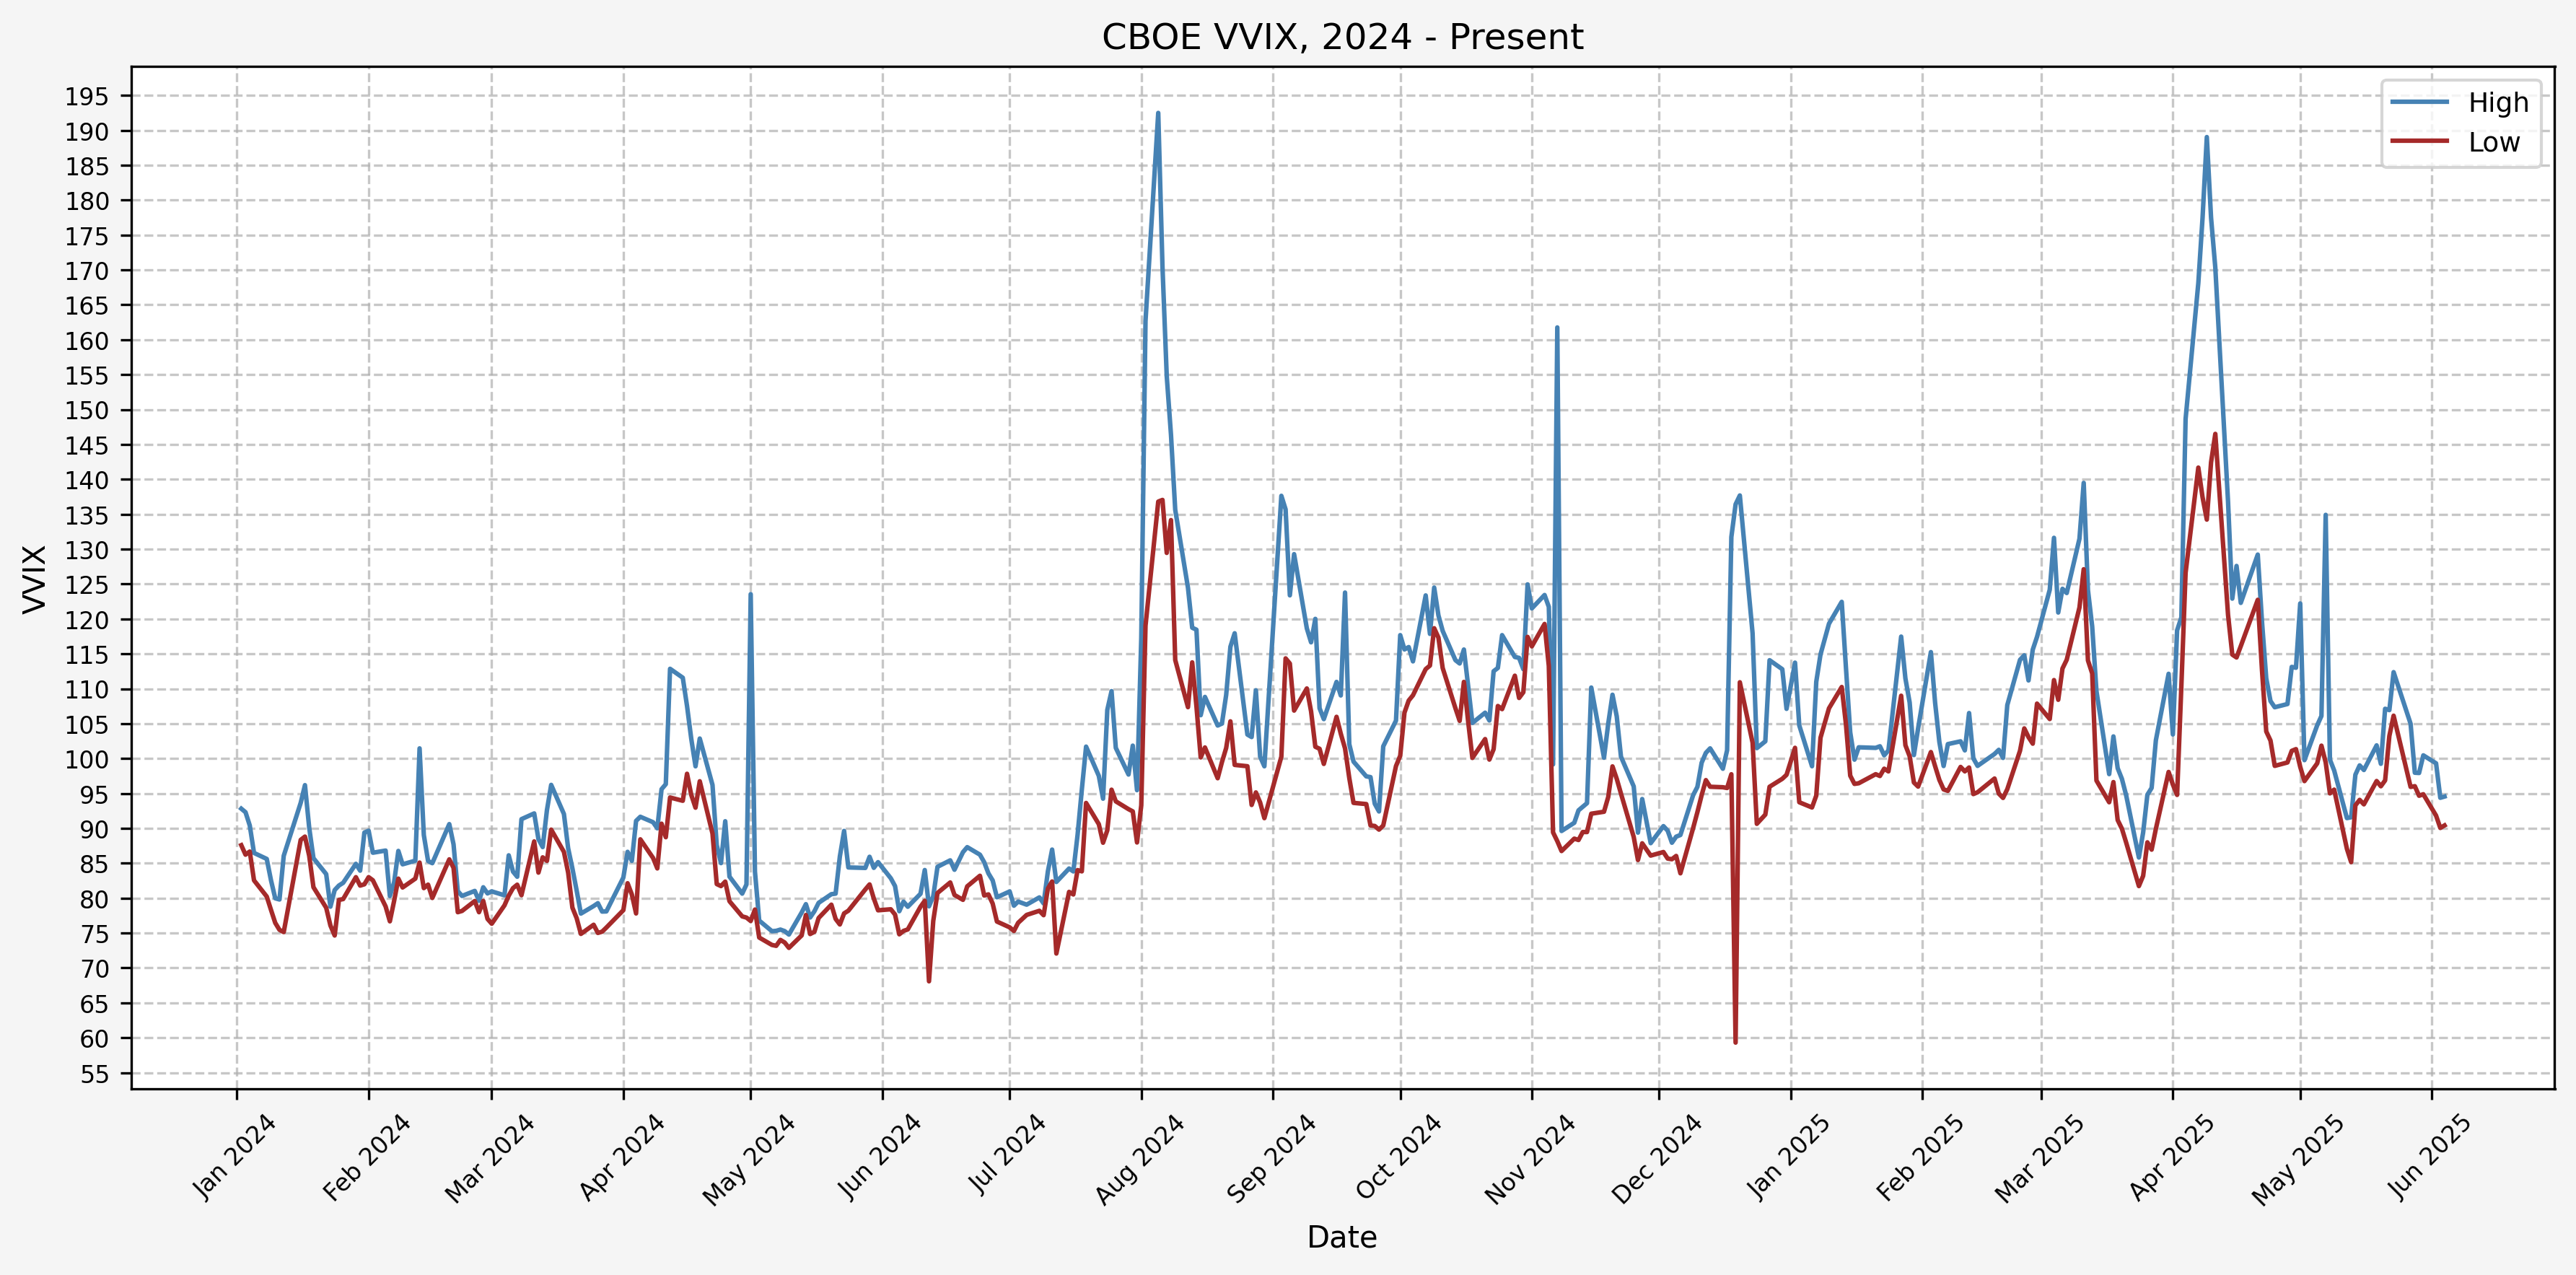 CBOE VVIX, 2024 - Present
High
Low
195
190
185
180
175
170
165
160
155
150
145
140
135
130
125
120
115
110
105
100
95
90
85
80
75
70
65
60
55
VVIX
Jan 2024
Feb 2024
Mar 2024
Apr 2024
May 2024
Jun 2024
Jul 2024
Aug 2024
Sep 2024
Oct 2024
Nov 2024
Dec 2024
Jan 2025
Feb 2025
Mar 2025
Apr 2025
May 2025
Jun 2025
Date